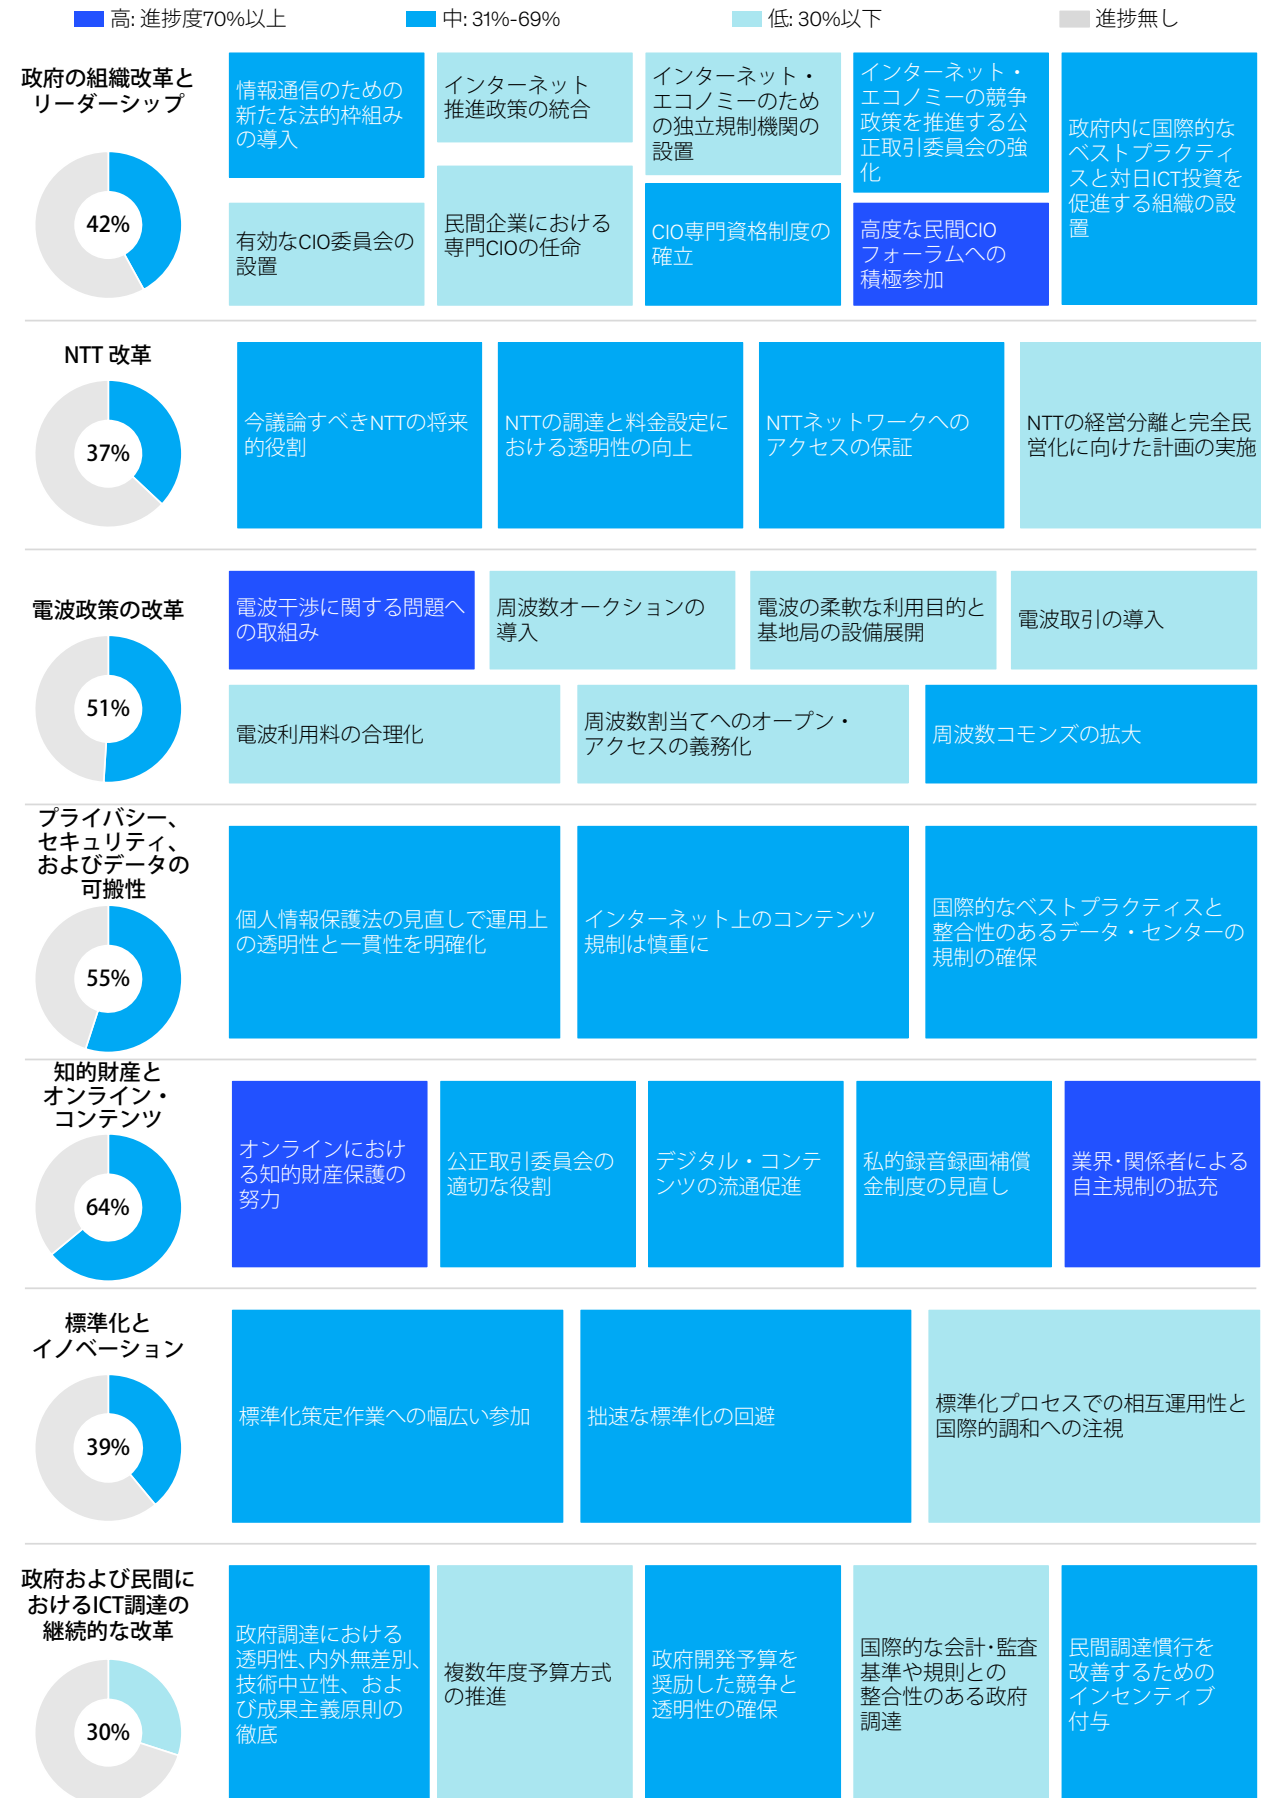 高: 進捗度70%以上
中: 31%-69%
低: 30%以下
進捗無し
政府の組織改革と
リーダーシップ
42%
情報通信のための
新たな法的枠組み
の導入
インターネット
推進政策の統合
インターネット・
エコノミーのため
の独立規制機関の
設置
インターネット・
エコノミーの競争
政策を推進する公
正取引委員会の強
化
政府内に国際的な
ベストプラクティ
スと対日ICT投資を
促進する組織の設
置
有効なCIO委員会の
設置
民間企業における
専門CIOの任命
CIO専門資格制度の
確立
高度な民間CIO
フォーラムへの
積極参加
NTT 改革
37%
今議論すべきNTTの将来
的役割
NTTの調達と料金設定に
おける透明性の向上
NTTネットワークへの
アクセスの保証
NTTの経営分離と完全民
営化に向けた計画の実施
電波政策の改革
51%
電波干渉に関する問題へ
の取組み
周波数オークションの
導入
電波の柔軟な利用目的と
基地局の設備展開
電波取引の導入
電波利用料の合理化
周波数割当てへのオープン・
アクセスの義務化
周波数コモンズの拡大
プライバシー、
セキュリティ、
およびデータの
可搬性
55%
個人情報保護法の見直しで運用上
の透明性と一貫性を明確化
インターネット上のコンテンツ
規制は慎重に
国際的なベストプラクティスと
整合性のあるデータ・センターの
規制の確保
知的財産と
オンライン・
コンテンツ
64%
オンラインにおけ
る知的財産保護の
努力
公正取引委員会の
適切な役割
デジタル・コンテ
ンツの流通促進
私的録音録画補償
金制度の見直し
業界・関係者による
自主規制の拡充
標準化と
イノベーション
39%
標準化策定作業への幅広い参加
拙速な標準化の回避
標準化プロセスでの相互運用性と
国際的調和への注視
政府および民間に
おけるICT調達の
継続的な改革
30%
政府調達における
透明性、内外無差別、
技術中立性、およ
び成果主義原則の
徹底
複数年度予算方式
の推進
政府開発予算を
奨励した競争と
透明性の確保
国際的な会計・監査
基準や規則との
整合性のある政府
調達
民間調達慣行を
改善するための
インセンティブ
付与